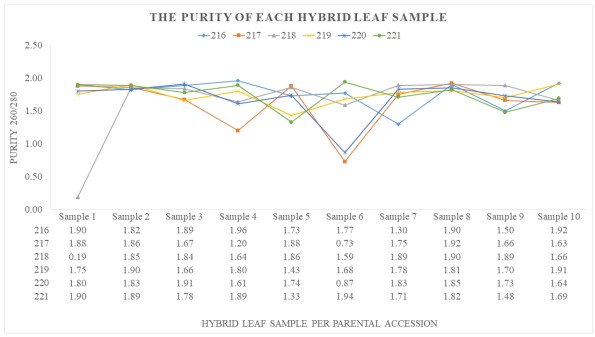 THE PURITY OF EACH HYBRID LEAF SAMPLE
216 217 218 219 220 221
2.50
2.00
1.50
1.00
0.50
0.00
PURITY 260/280
Sample 1 Sample 2 Sample 3 Sample 4 Sample 5 Sample 6 Sample 7 Sample 8 Sample 9 Sample 10
216 1.90 1.82 1.89 1.96 1.73 1.77 1.30 1.90 1.50 1.92
217 1.88 1.86 1.67 1.20 1.88 0.73 1.75 1.92 1.66 1.63
218 0.19 1.85 1.84 1.64 1.86 1.59 1.89 1.90 1.89 1.66
219 1.75 1.90 1.66 1.80 1.43 1.68 1.78 1.81 1.70 1.91
220 1.80 1.83 1.91 1.61 1.74 0.87 1.83 1.85 1.73 1.64
221 1.90 1.89 1.78 1.89 1.33 1.94 1.71 1.82 1.48 1.69
HYBRID LEAF SAMPLE PER PARENTAL ACCESSION